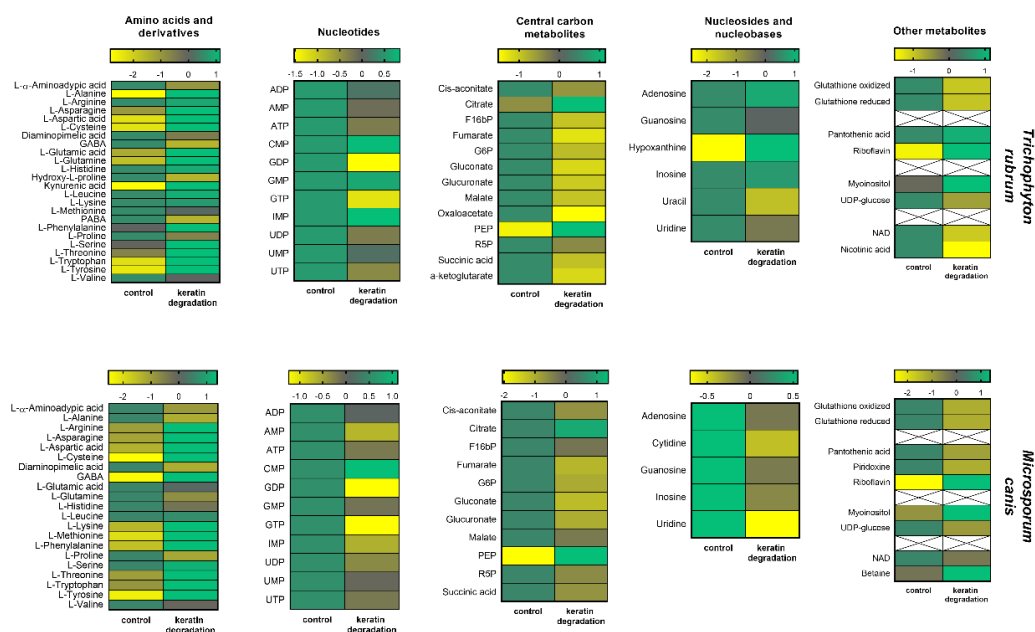 Amino acids and
derivatives
-2
-1
0
1
L-α-Aminoadypic acid
L-Alanine
L-Arginine
L-Asparagine
L-Aspartic acid
L-Cysteine
Diaminopimelic acid
GABA
L-Glutamic acid
L-Glutamine
L-Histidine
Hydroxy-L-proline
Kynurenic acid
L-Leucine
L-Lysine
L-Methionine
PABA
L-Phenylalanine
L-Proline
L-Serine
L-Threonine
L-Tryptophan
L-Tyrosine
L-Valine
control
keratin
degradation
Nucleotides
-1.5
-1.0
-0.5
0
0.5
ADP
AMP
ATP
CMP
GDP
GMP
GTP
IMP
UDP
UMP
UTP
control
keratin
degradation
Central carbon
metabolites
-1
0
1
Cis-aconitate
Citrate
F16bP
Fumarate
G6P
Gluconate
Glucuronate
Malate
Oxaloacetate
PEP
R5P
Succinic acid
a-ketoglutarate
control
keratin
degradation
Nucleosides and
nucleobases
-1
0
1
Adenosine
Guanosine
Hypoxanthine
Inosine
Uracil
Uridine
control
keratin
degradation
Other metabolites
-1
0
1
Glutathione oxidized
Glutathione reduced
Pantothenic acid
Riboflavin
Myoinositol
UDP-glucose
NAD
Nicotinic acid
control
keratin
degradation
Trichophyton
rubrum
-2
-1
0
1
L-α-Aminoadypic acid
L-Alanine
L-Arginine
L-Asparagine
L-Aspartic acid
L-Cysteine
Diaminopimelic acid
GABA
L-Glutamic acid
L-Glutamine
L-Histidine
L-Leucine
L-Lysine
L-Methionine
L-Phenylalanine
L-Proline
L-Serine
L-Threonine
L-Tryptophan
L-Tyrosine
L-Valine
control
keratin
degradation
-1.0
-0.5
0.0
0.5
1.0
ADP
AMP
ATP
CMP
GDP
GMP
GTP
IMP
UDP
UMP
UTP
control
keratin
degradation
-2
-1
0
1
Cis-aconitate
Citrate
F16bP
Fumarate
G6P
Gluconate
Glucuronate
Malate
PEP
R5P
Succinic acid
control
keratin
degradation
-0.5
0
0.5
Adenosine
Cytidine
Guanosine
Inosine
Uridine
control
keratin
degradation
-2
-1
0
1
Glutathione oxidized
Glutathione reduced
Pantothenic acid
Piridoxine
Riboflavin
Myoinositol
UDP-glucose
NAD
Betaine
control
keratin
degradation
Microsporum
canis